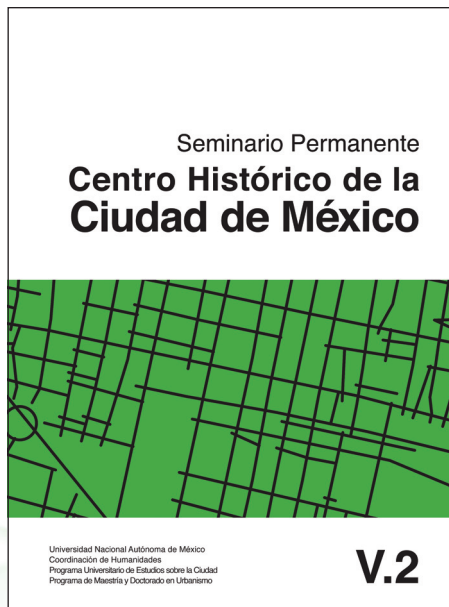 Seminario Permanente
Centro Histórico de la
Ciudad de México
Universidad Nacional Autónoma de México
Coordinación de Humanidades
Programa Universitario de Estudios sobre la Ciudad
Programa de Maestría y Doctorado en Urbanismo
V.2